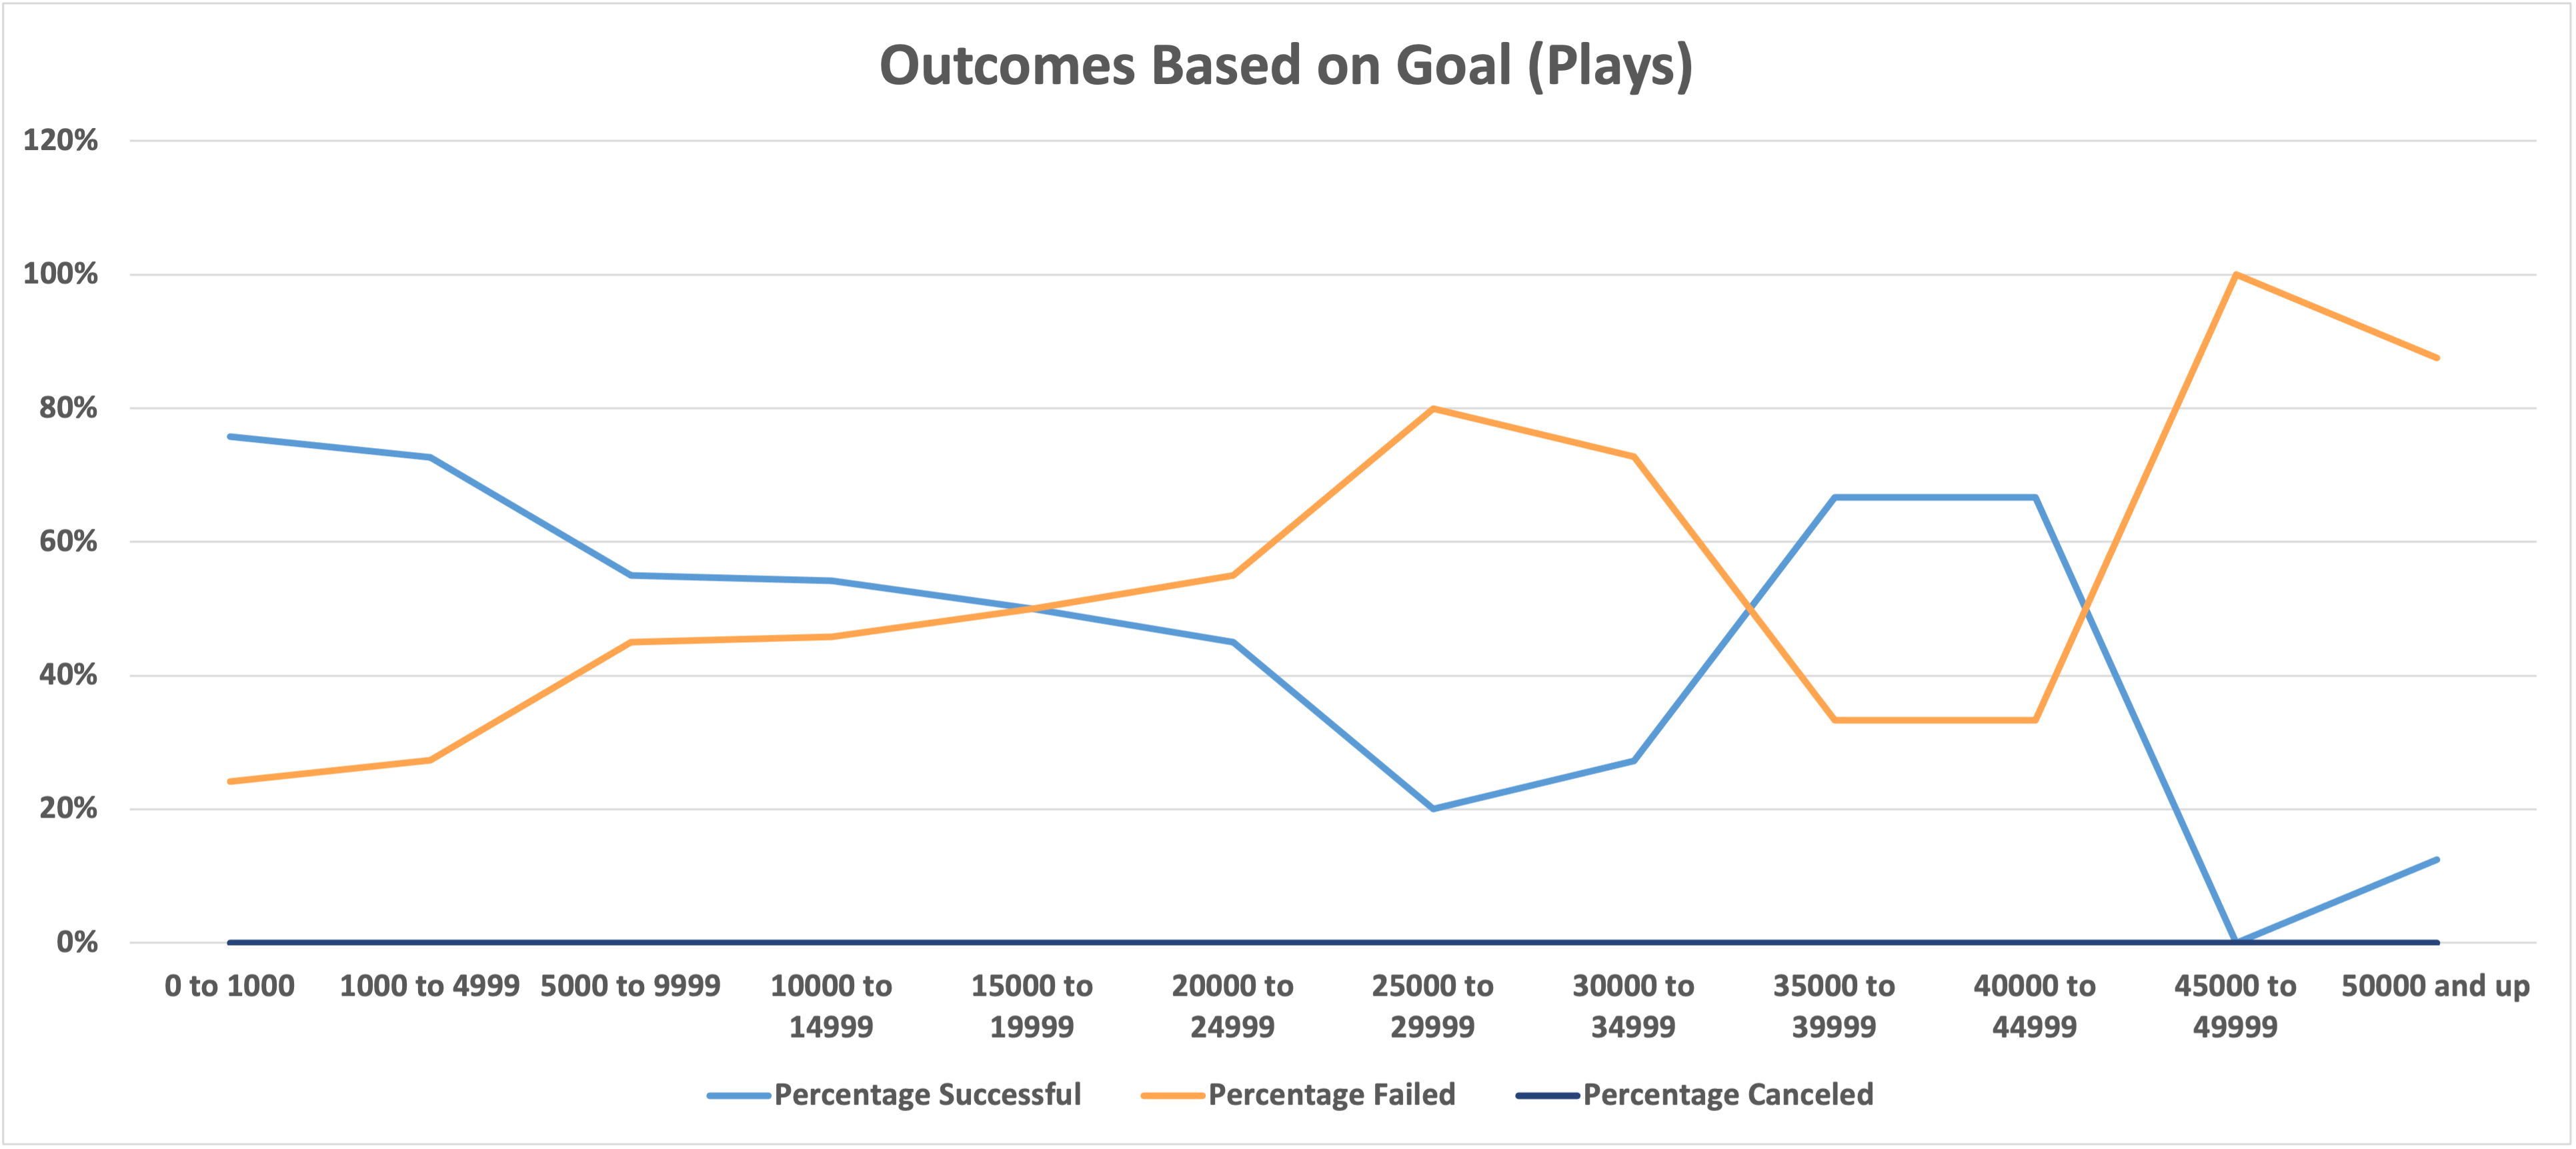 Outcomes Based on Goal (Plays)
120%
100%
80%
60%
40%
20%
0%
0 to 1000
1000 to 4999
5000 to 9999
10000 to
14999
15000 to
19999
20000 to
24999
25000 to
29999
30000 to
34999
35000 to
39999
40000 to
44999
45000 to
49999
50000 and up
Percentage Successful
Percentage Failed
Percentage Canceled